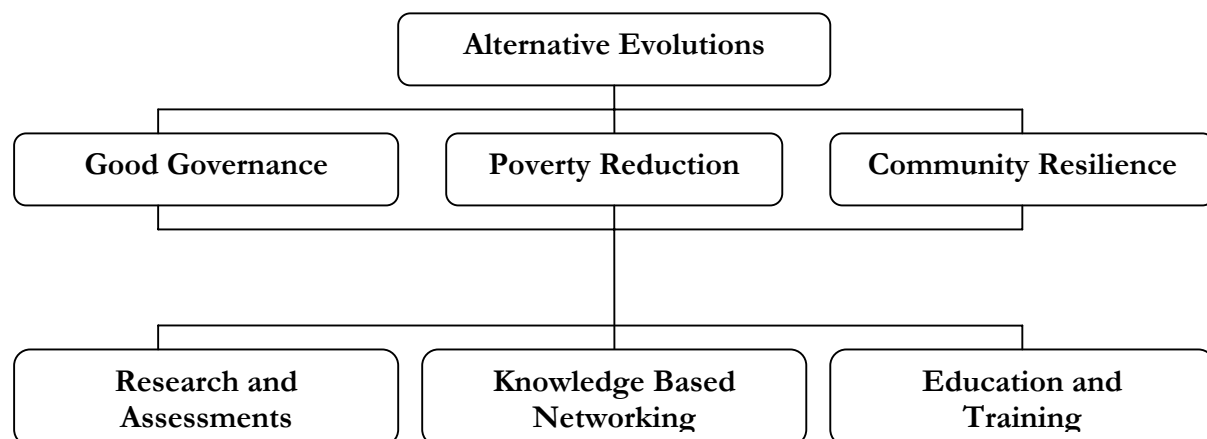 Alternative Evolutions
Good Governance
Poverty Reduction
Community Resilience
Research and
Assessments
Knowledge Based
Networking
Education and
Training